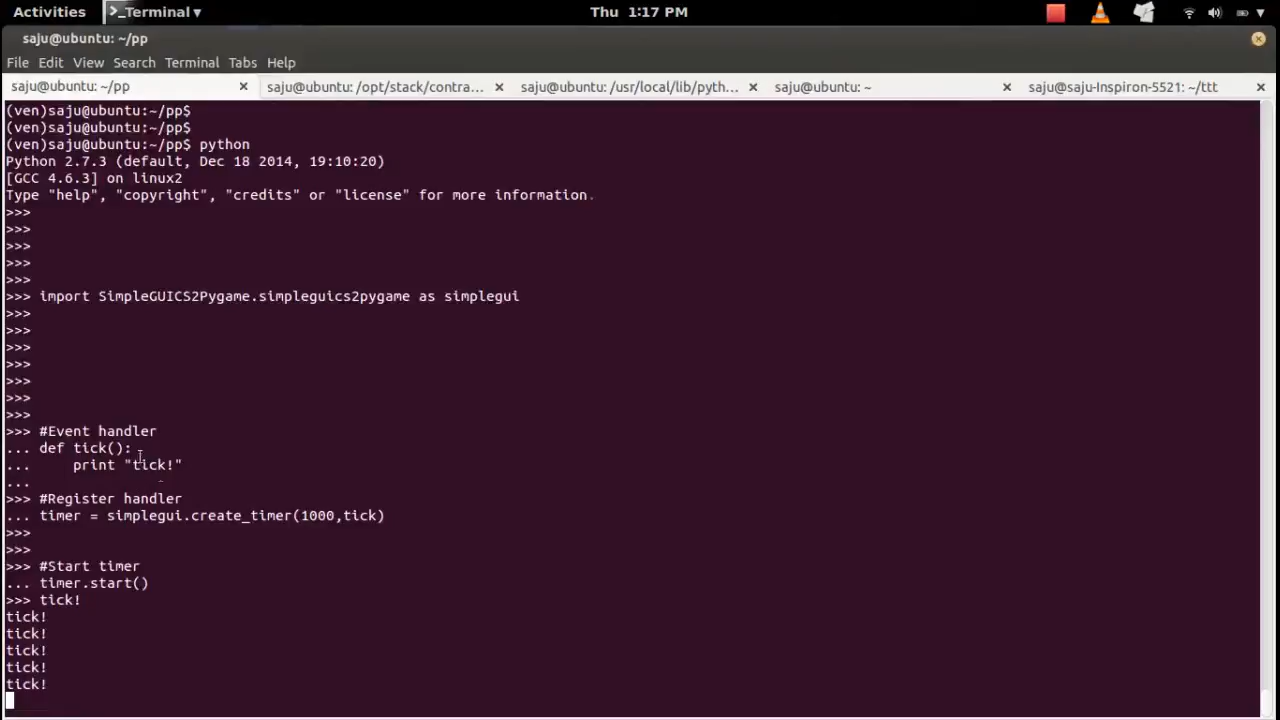 Activities >_Terminal ▾ Thu 1:17 PM
saju@ubuntu: ~/pp
File Edit View Search Terminal Tabs Help
saju@ubuntu: ~/pp × saju@ubuntu: /opt/stack/contra... × saju@ubuntu: /usr/local/lib/pyth... × saju@ubuntu: ~ × saju@saju-Inspiron-5521: ~/ttt ×
(ven)saju@ubuntu:~/pp$
(ven)saju@ubuntu:~/pp$
(ven)saju@ubuntu:~/pp$ python
Python 2.7.3 (default, Dec 18 2014, 19:10:20)
[GCC 4.6.3] on linux2
Type "help", "copyright", "credits" or "license" for more information.
>>>
>>>
>>>
>>>
>>>
>>> import SimpleGUICS2Pygame.simpleguics2pygame as simplegui
>>>
>>>
>>>
>>>
>>>
>>>
>>>
>>> #Event handler
... def tick():
...     print "tick!"
...
>>> #Register handler
... timer = simplegui.create_timer(1000,tick)
>>>
>>>
>>> #Start timer
... timer.start()
>>> tick!
tick!
tick!
tick!
tick!
tick!